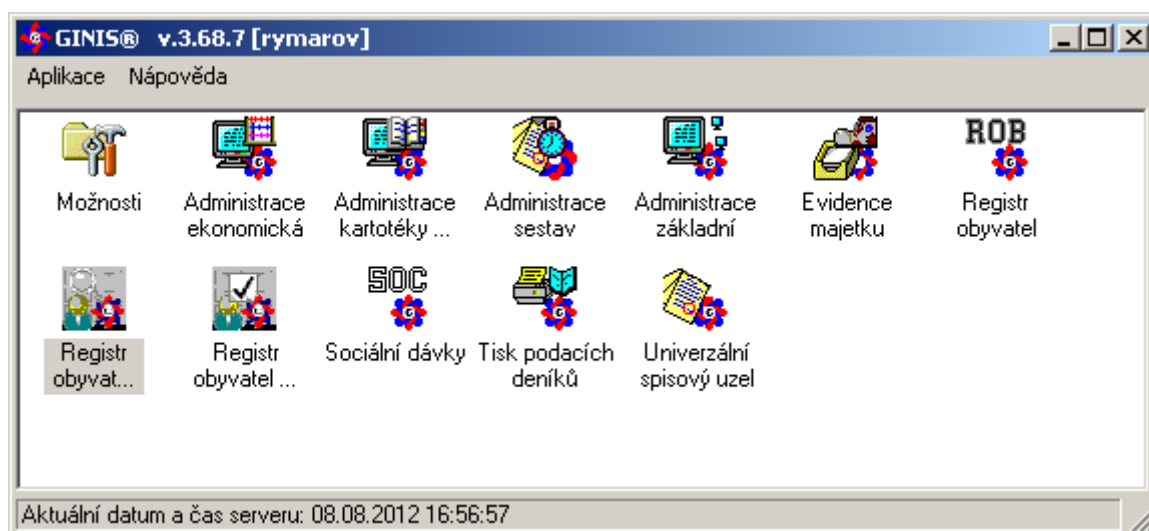 GINIS® v.3.68.7 [rymarov]
Aplikace Nápověda
ROB
Možnosti Administrace ekonomická Administrace kartotéky ... Administrace sestav Administrace základní Evidence majetku Registr obyvatel
SOC
Registr obyvat... Registr obyvatel ... Sociální dávky Tisk podacích deníků Univerzální spisový uzel
Aktuální datum a čas serveru: 08.08.2012 16:56:57